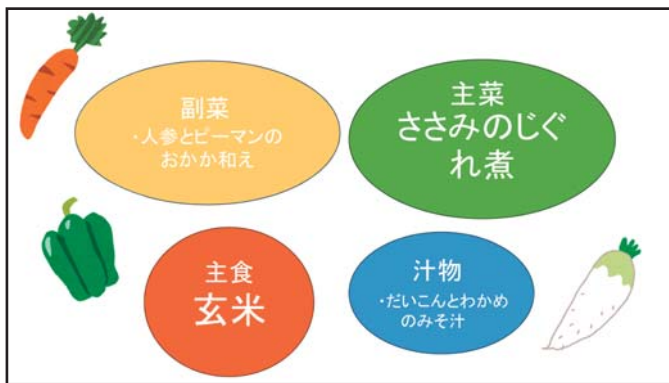 副菜
・人参とピーマンの
おかか和え
主菜
ささみのじぐ
れ煮
主食
玄米
汁物
・だいこんとわかめ
のみそ汁